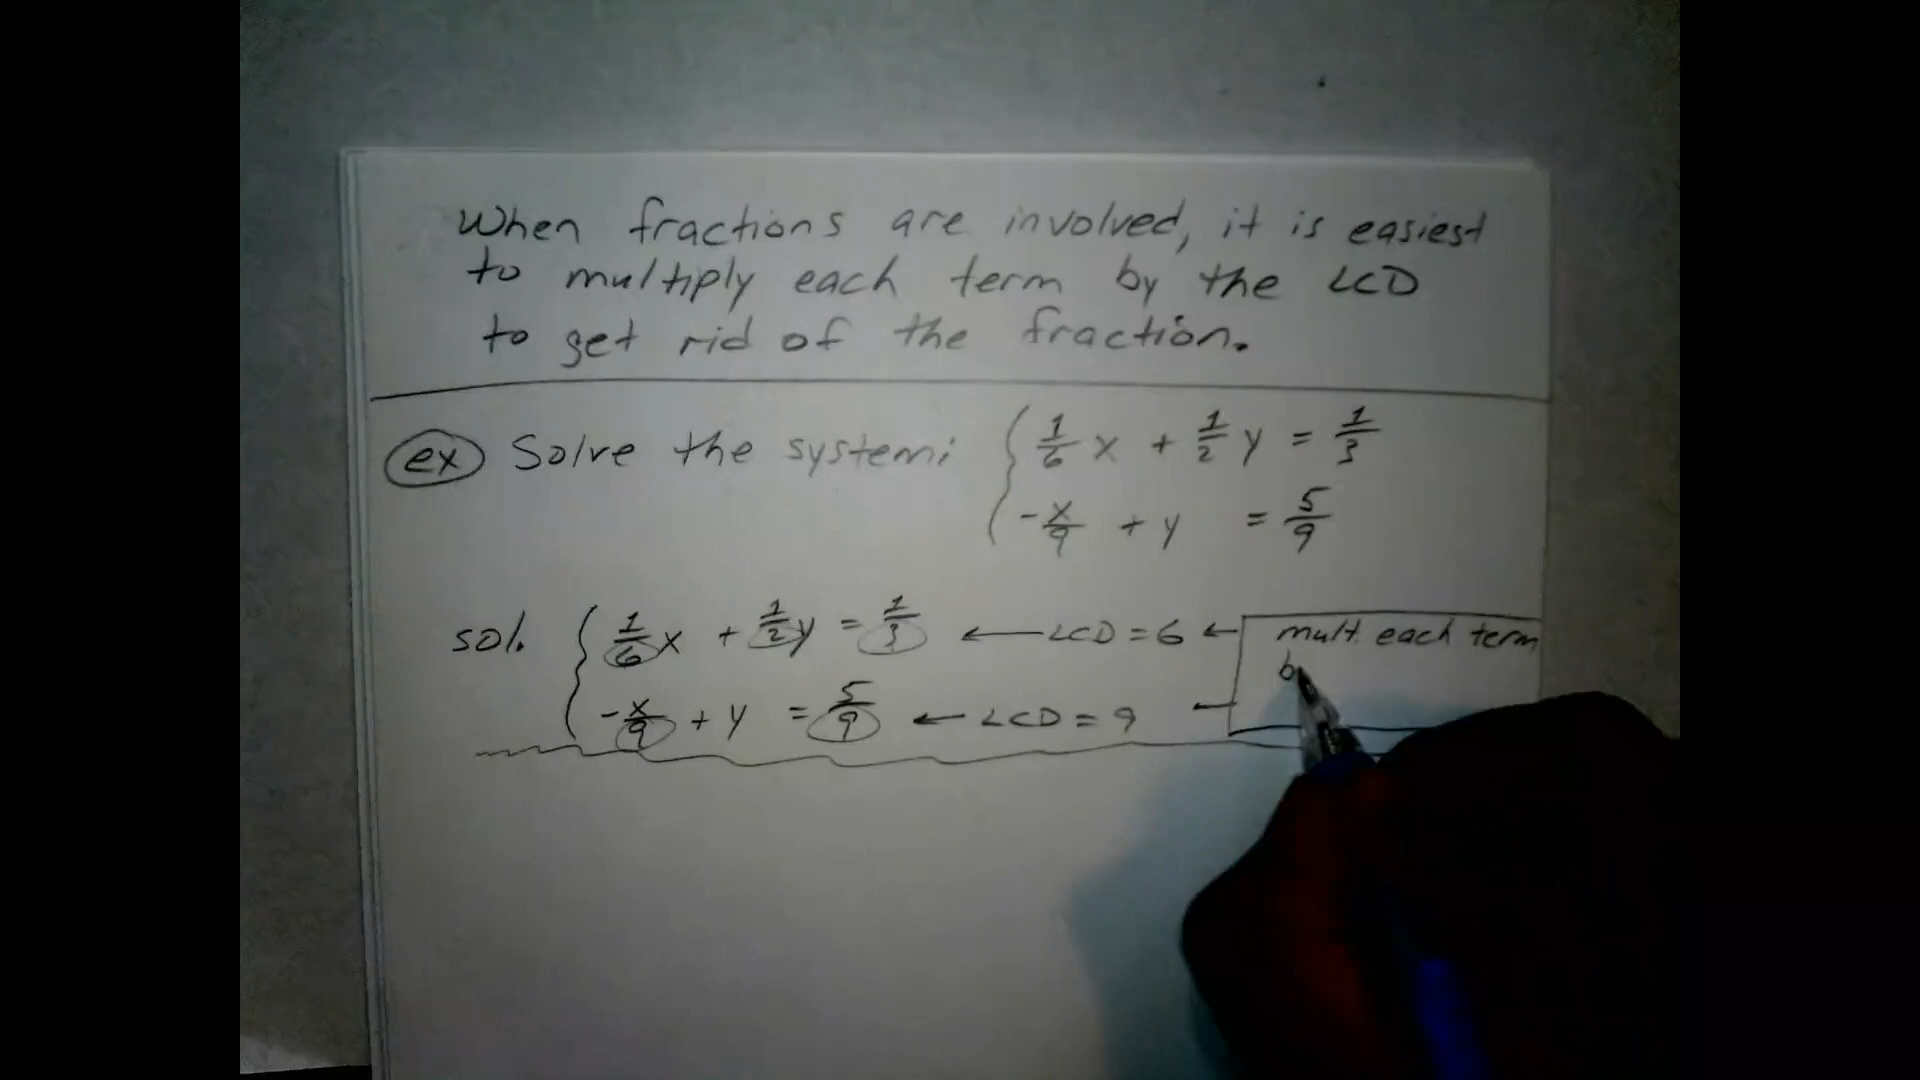 When fractions are involved, it is easiest
to multiply each term by the LCD
to get rid of the fraction.
ex Solve the system: { 1/6 x + 1/2 y = 1/3
-x/9 + y = 5/9
sol. { 1/6 x + 1/2 y = 1/3 ← LCD = 6 ← mult. each term
b
-x/9 + y = 5/9 ← LCD = 9 ←